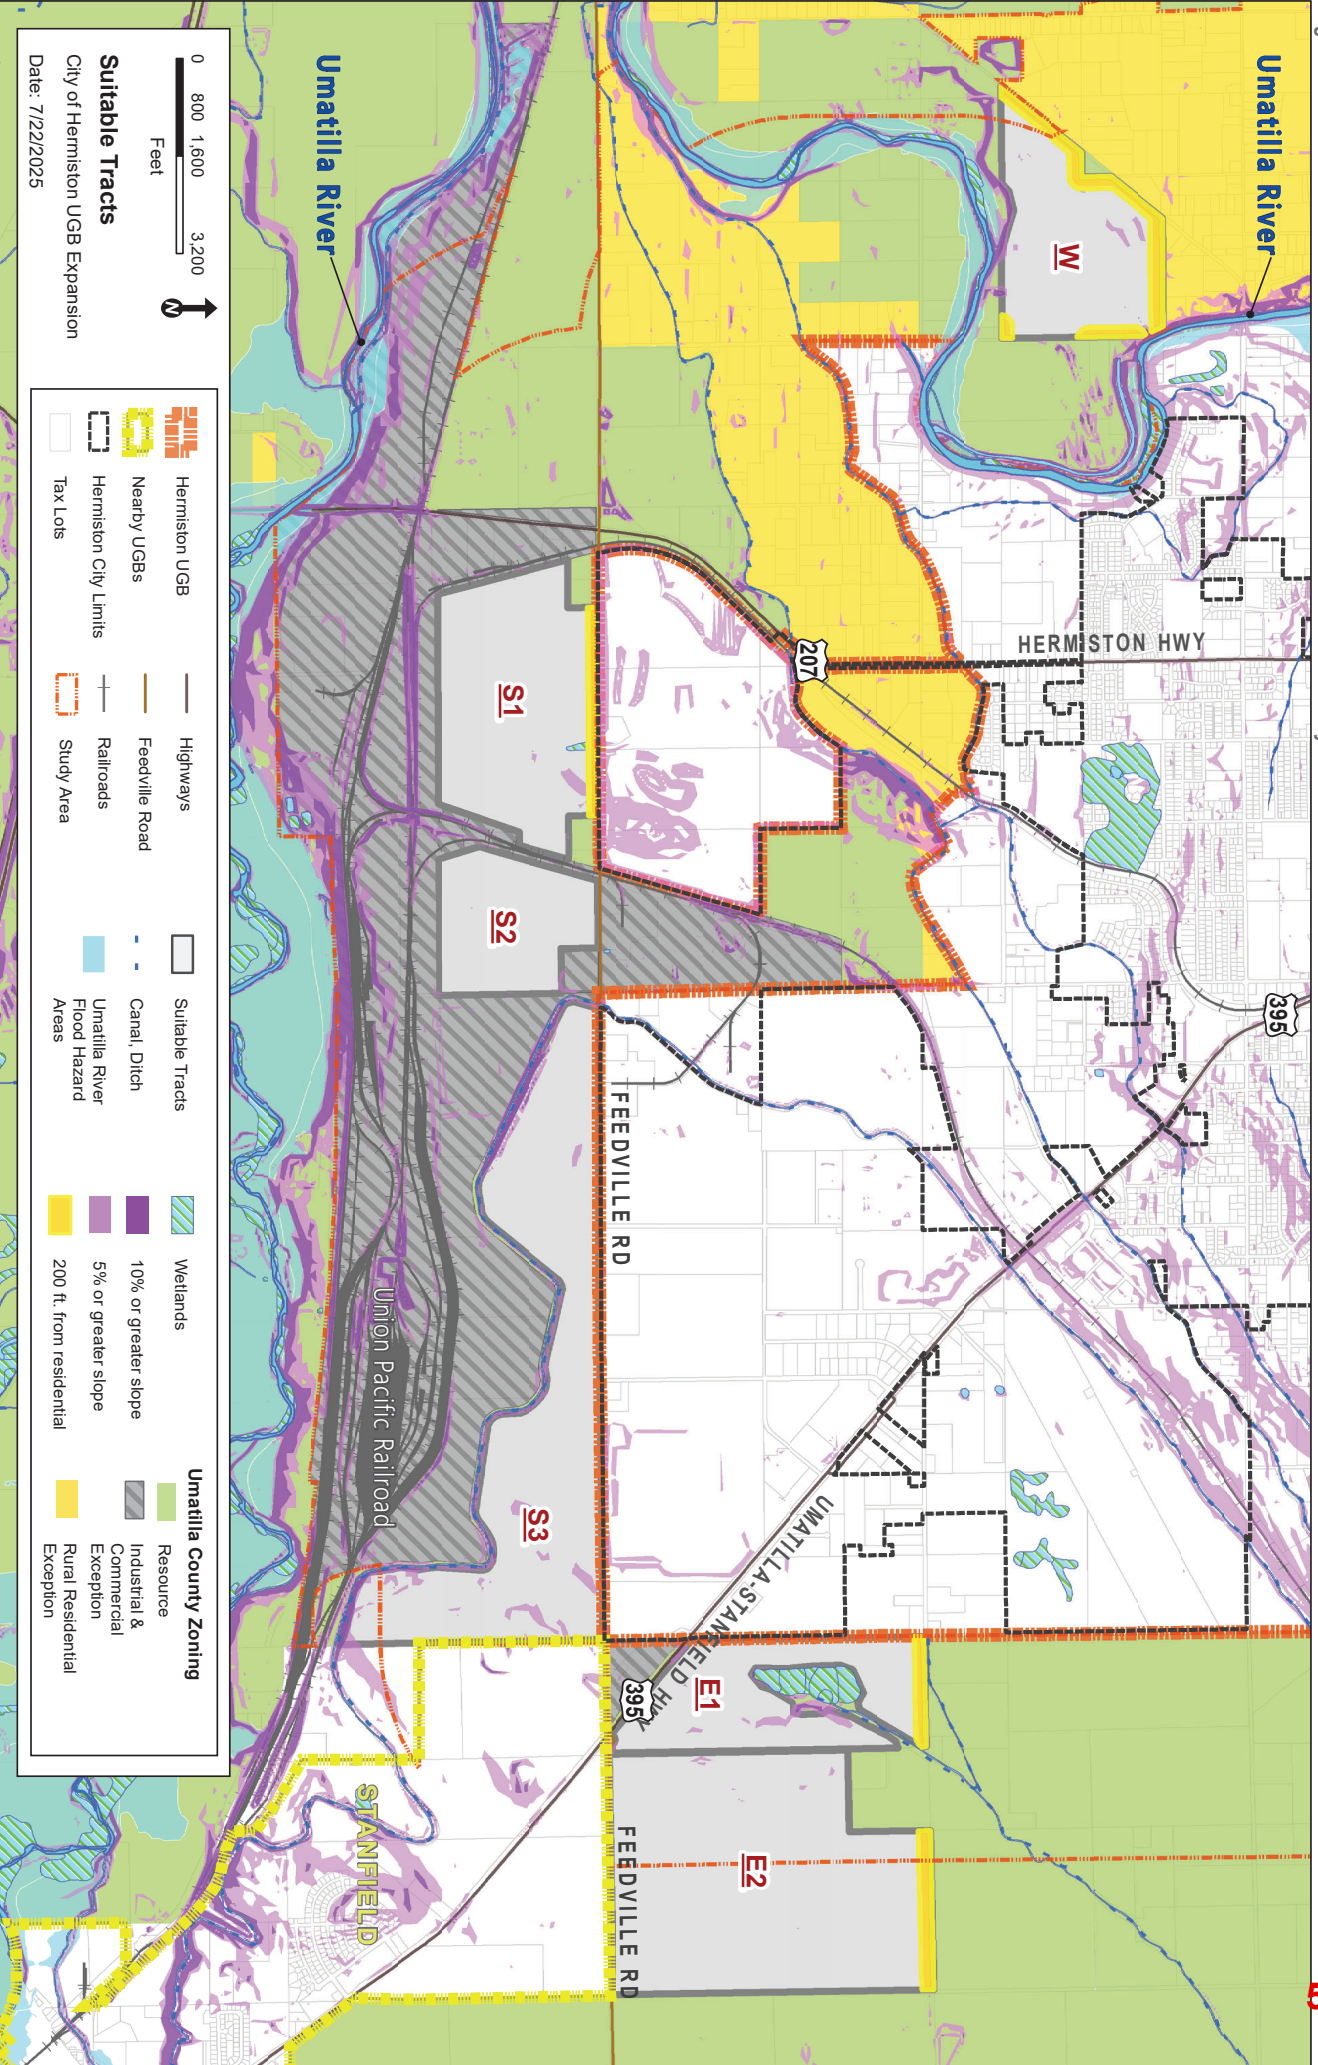 Umatilla River
W
HERMISTON HWY
207
395
S1
S2
S3
FEEDVILLE RD
UMATILLA-STANFIELD HWY
395
E1
E2
FEEDVILLE RD
STANFIELD
Union Pacific Railroad
Umatilla River
5
0 800 1,600 3,200
Feet
N
Suitable Tracts
City of Hermiston UGB Expansion
Date: 7/22/2025
Hermiston UGB
Nearby UGBs
Hermiston City Limits
Tax Lots
Highways
Feedville Road
Railroads
Study Area
Suitable Tracts
Canal, Ditch
Umatilla River
Flood Hazard
Areas
Wetlands
10% or greater slope
5% or greater slope
200 ft. from residential
Umatilla County Zoning
Resource
Industrial &
Commercial
Exception
Rural Residential
Exception